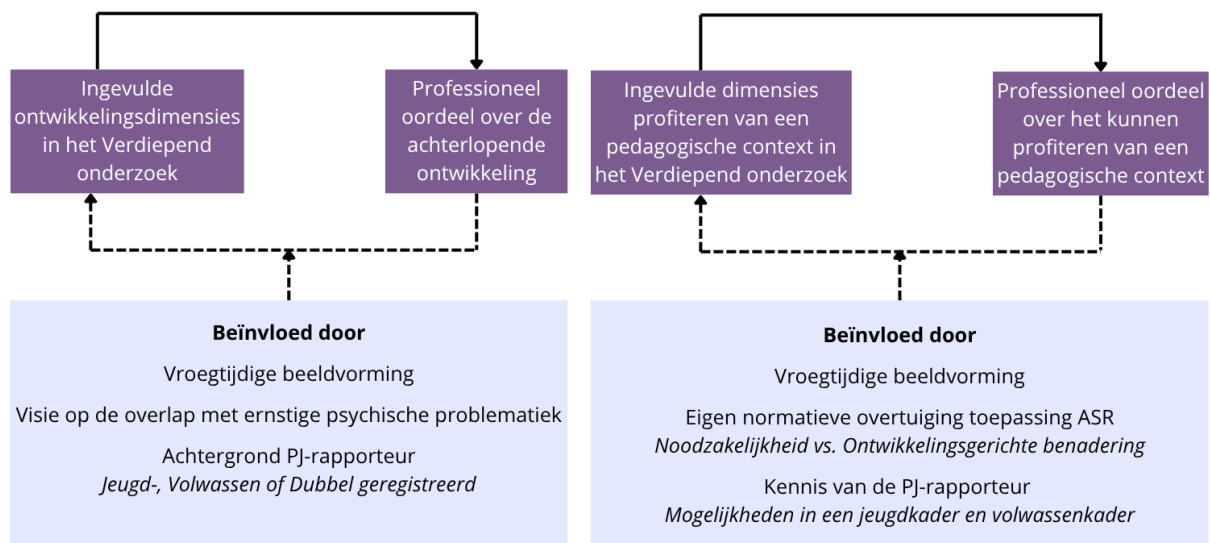 Ingevulde
ontwikkelingsdimensies
in het Verdiepend
onderzoek
Professioneel
oordeel over de
achterlopende
ontwikkeling
Beïnvloed door
Vroegtijdige beeldvorming
Visie op de overlap met ernstige psychische problematiek
Achtergrond PJ-rapporteur
Jeugd-, Volwassen of Dubbel geregistreerd
Ingevulde dimensies
profiteren van een
pedagogische context in
het Verdiepend onderzoek
Professioneel oordeel
over het kunnen
profiteren van een
pedagogische context
Beïnvloed door
Vroegtijdige beeldvorming
Eigen normatieve overtuiging toepassing ASR
Noodzakelijkheid vs. Ontwikkelingsgerichte benadering
Kennis van de PJ-rapporteur
Mogelijkheden in een jeugdkader en volwassenkader